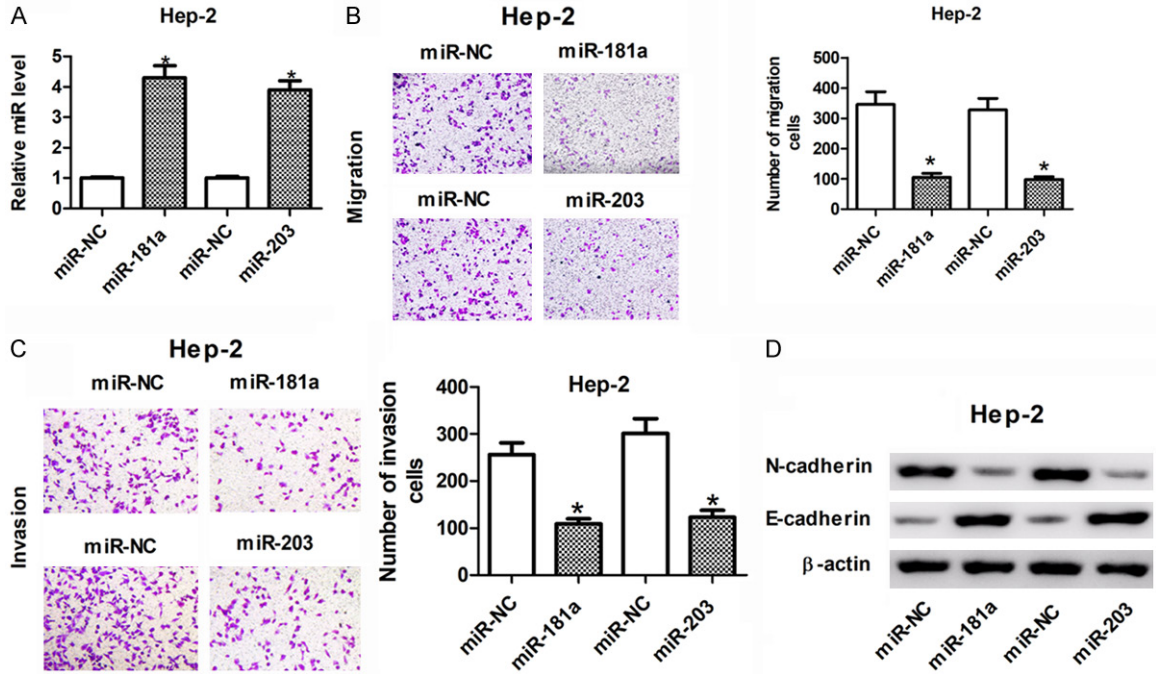 A
Hep-2
Relative miR level
5
4
3
2
1
0
*
*
miR-NC
miR-181a
miR-NC
miR-203
B
Hep-2
miR-NC
miR-181a
Migration
miR-NC
miR-203
Hep-2
Number of migration
cells
500
400
300
200
100
0
*
*
miR-NC
miR-181a
miR-NC
miR-203
C
Hep-2
miR-NC
miR-181a
Invasion
miR-NC
miR-203
Hep-2
Number of invasion
cells
400
300
200
100
0
*
*
miR-NC
miR-181a
miR-NC
miR-203
D
Hep-2
N-cadherin
E-cadherin
β-actin
miR-NC
miR-181a
miR-NC
miR-203